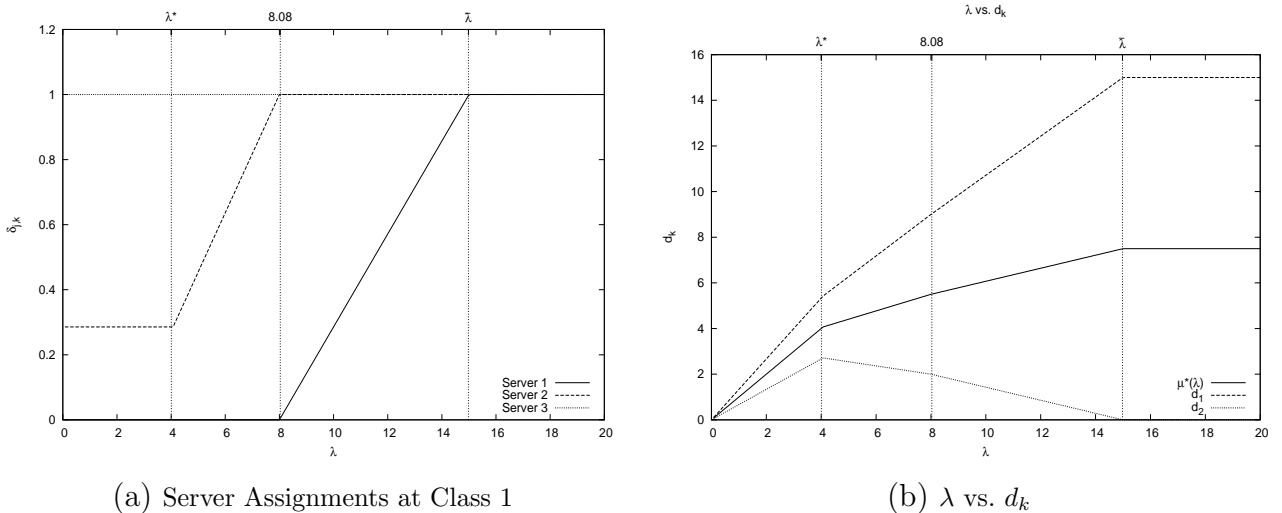 λ* 8.08 λ̄
1.2
1
0.8
0.6
0.4
0.2
0
δj,k
Server 1
Server 2
Server 3
0 2 4 6 8 10 12 14 16 18 20
λ
(a) Server Assignments at Class 1
λ vs. dk
λ* 8.08 λ̄
16
14
12
10
8
6
4
2
0
dk
μ*(λ)
d1
d2
0 2 4 6 8 10 12 14 16 18 20
λ
(b) λ vs. dk